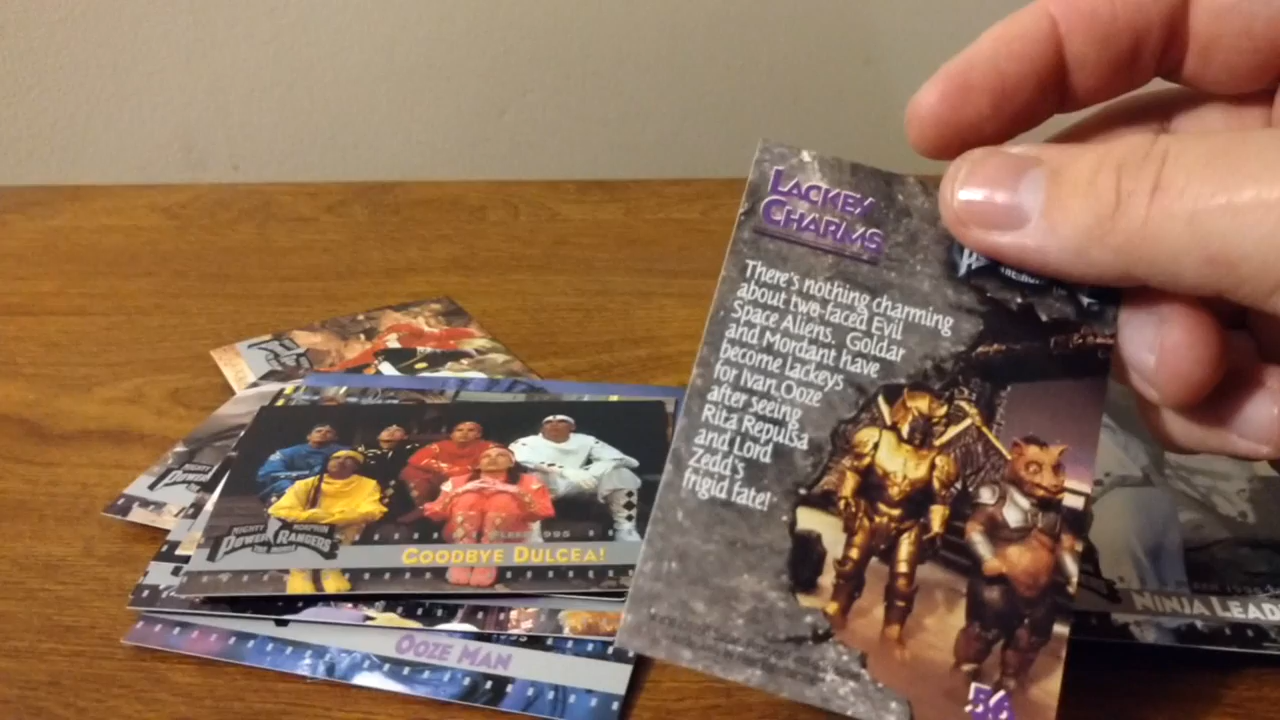 LACKEY
CHARMS
There's nothing charming
about two-faced Evil
Space Aliens. Goldar
and Mordant have
become lackeys
for Ivan Ooze
after seeing
Rita Repulsa
and Lord
Zedd's
frigid fate!
56
MIGHTY MORPHIN
POWER RANGERS
THE MOVIE
GOODBYE DULCEA!
OOZE MAN
NINJA LEAD